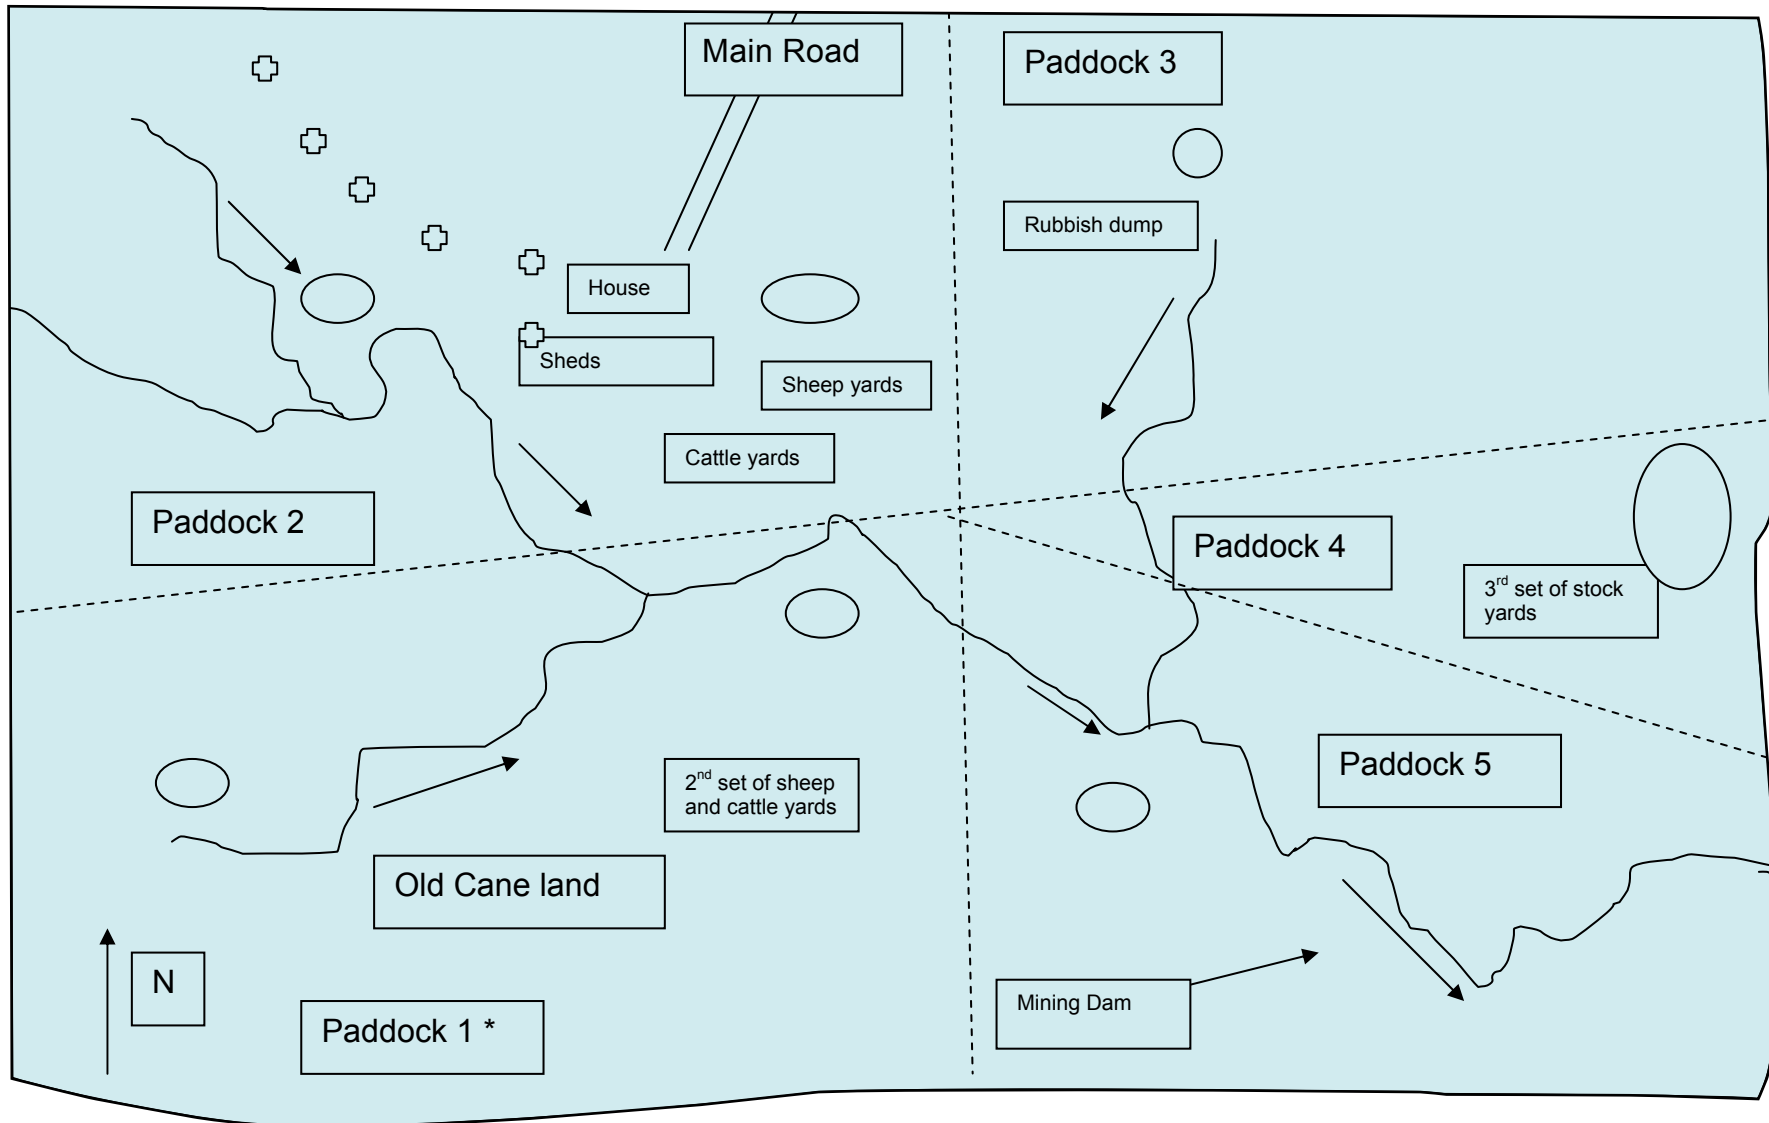 Main Road
Paddock 3
Rubbish dump
House
Sheds
Sheep yards
Cattle yards
Paddock 2
Paddock 4
3rd set of stock
yards
Paddock 5
2nd set of sheep
and cattle yards
Old Cane land
N
Mining Dam
Paddock 1 *